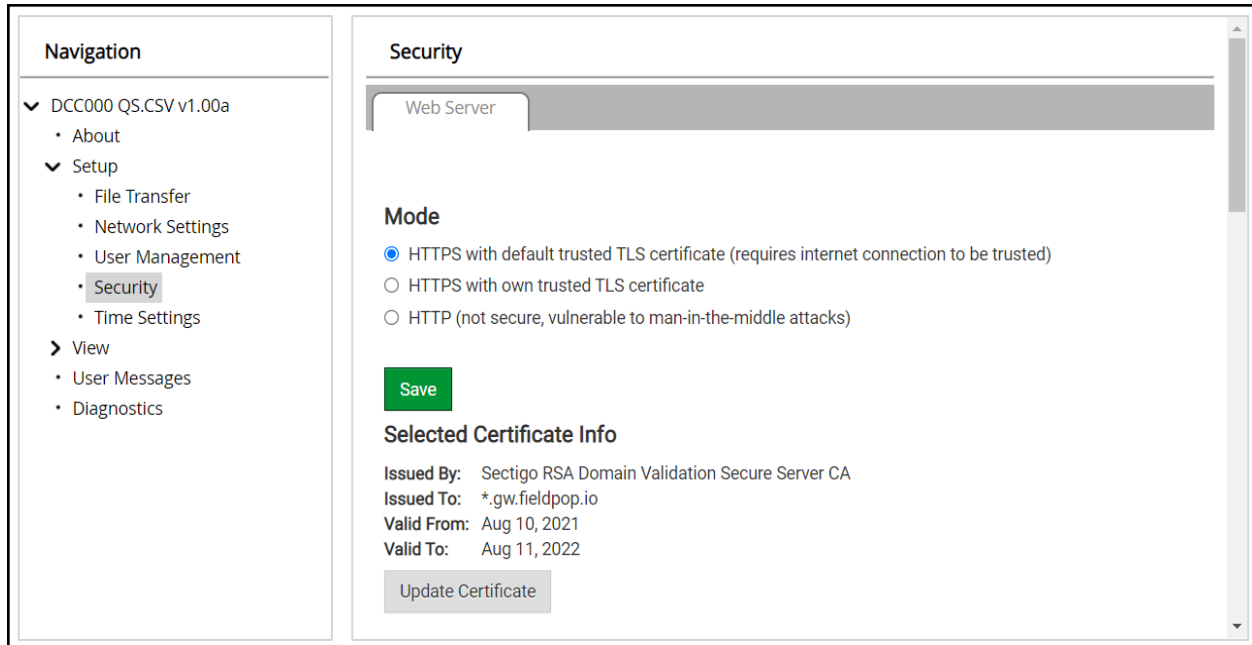 Navigation
DCC000 QS.CSV v1.00a
About
Setup
File Transfer
Network Settings
User Management
Security
Time Settings
View
User Messages
Diagnostics
Security
Web Server
Mode
HTTPS with default trusted TLS certificate (requires internet connection to be trusted)
HTTPS with own trusted TLS certificate
HTTP (not secure, vulnerable to man-in-the-middle attacks)
Save
Selected Certificate Info
Issued By: Sectigo RSA Domain Validation Secure Server CA
Issued To: *.gw.fieldpop.io
Valid From: Aug 10, 2021
Valid To: Aug 11, 2022
Update Certificate